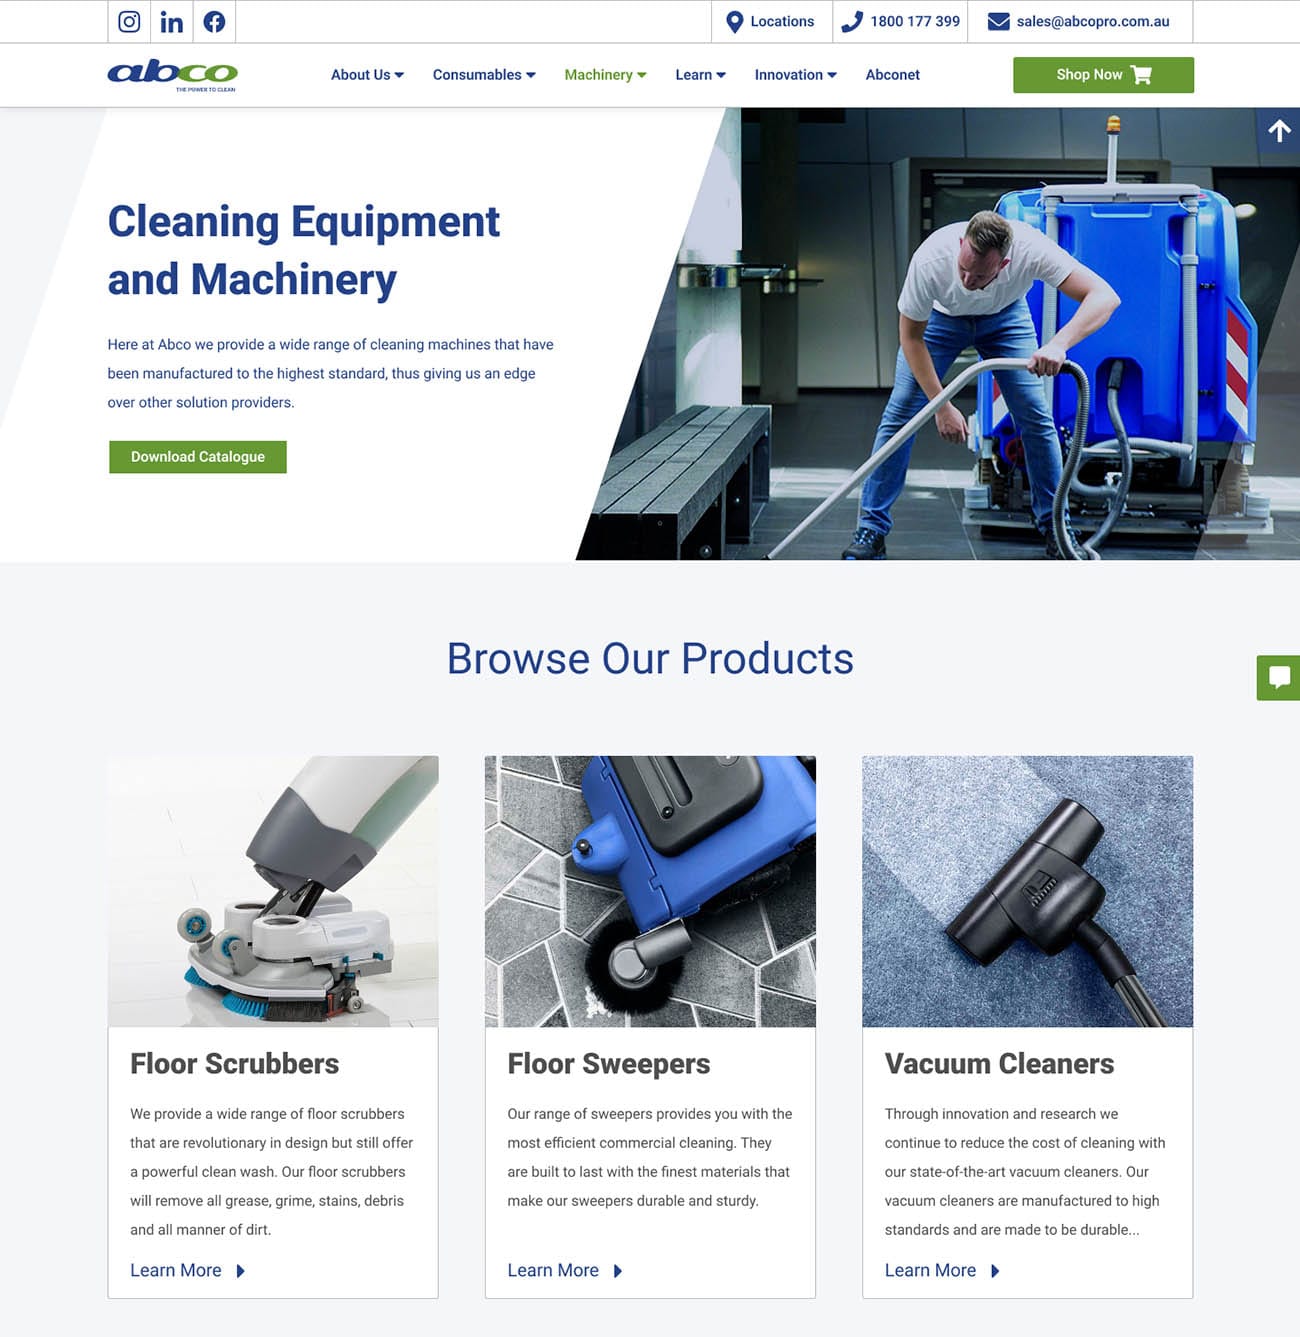 Locations
1800 177 399
sales@abcopro.com.au
abco
THE POWER TO CLEAN
About Us
Consumables
Machinery
Learn
Innovation
Abconet
Shop Now
Cleaning Equipment
and Machinery
Here at Abco we provide a wide range of cleaning machines that have
been manufactured to the highest standard, thus giving us an edge
over other solution providers.
Download Catalogue
Browse Our Products
Floor Scrubbers
We provide a wide range of floor scrubbers
that are revolutionary in design but still offer
a powerful clean wash. Our floor scrubbers
will remove all grease, grime, stains, debris
and all manner of dirt.
Learn More
Floor Sweepers
Our range of sweepers provides you with the
most efficient commercial cleaning. They
are built to last with the finest materials that
make our sweepers durable and sturdy.
Learn More
Vacuum Cleaners
Through innovation and research we
continue to reduce the cost of cleaning with
our state-of-the-art vacuum cleaners. Our
vacuum cleaners are manufactured to high
standards and are made to be durable...
Learn More